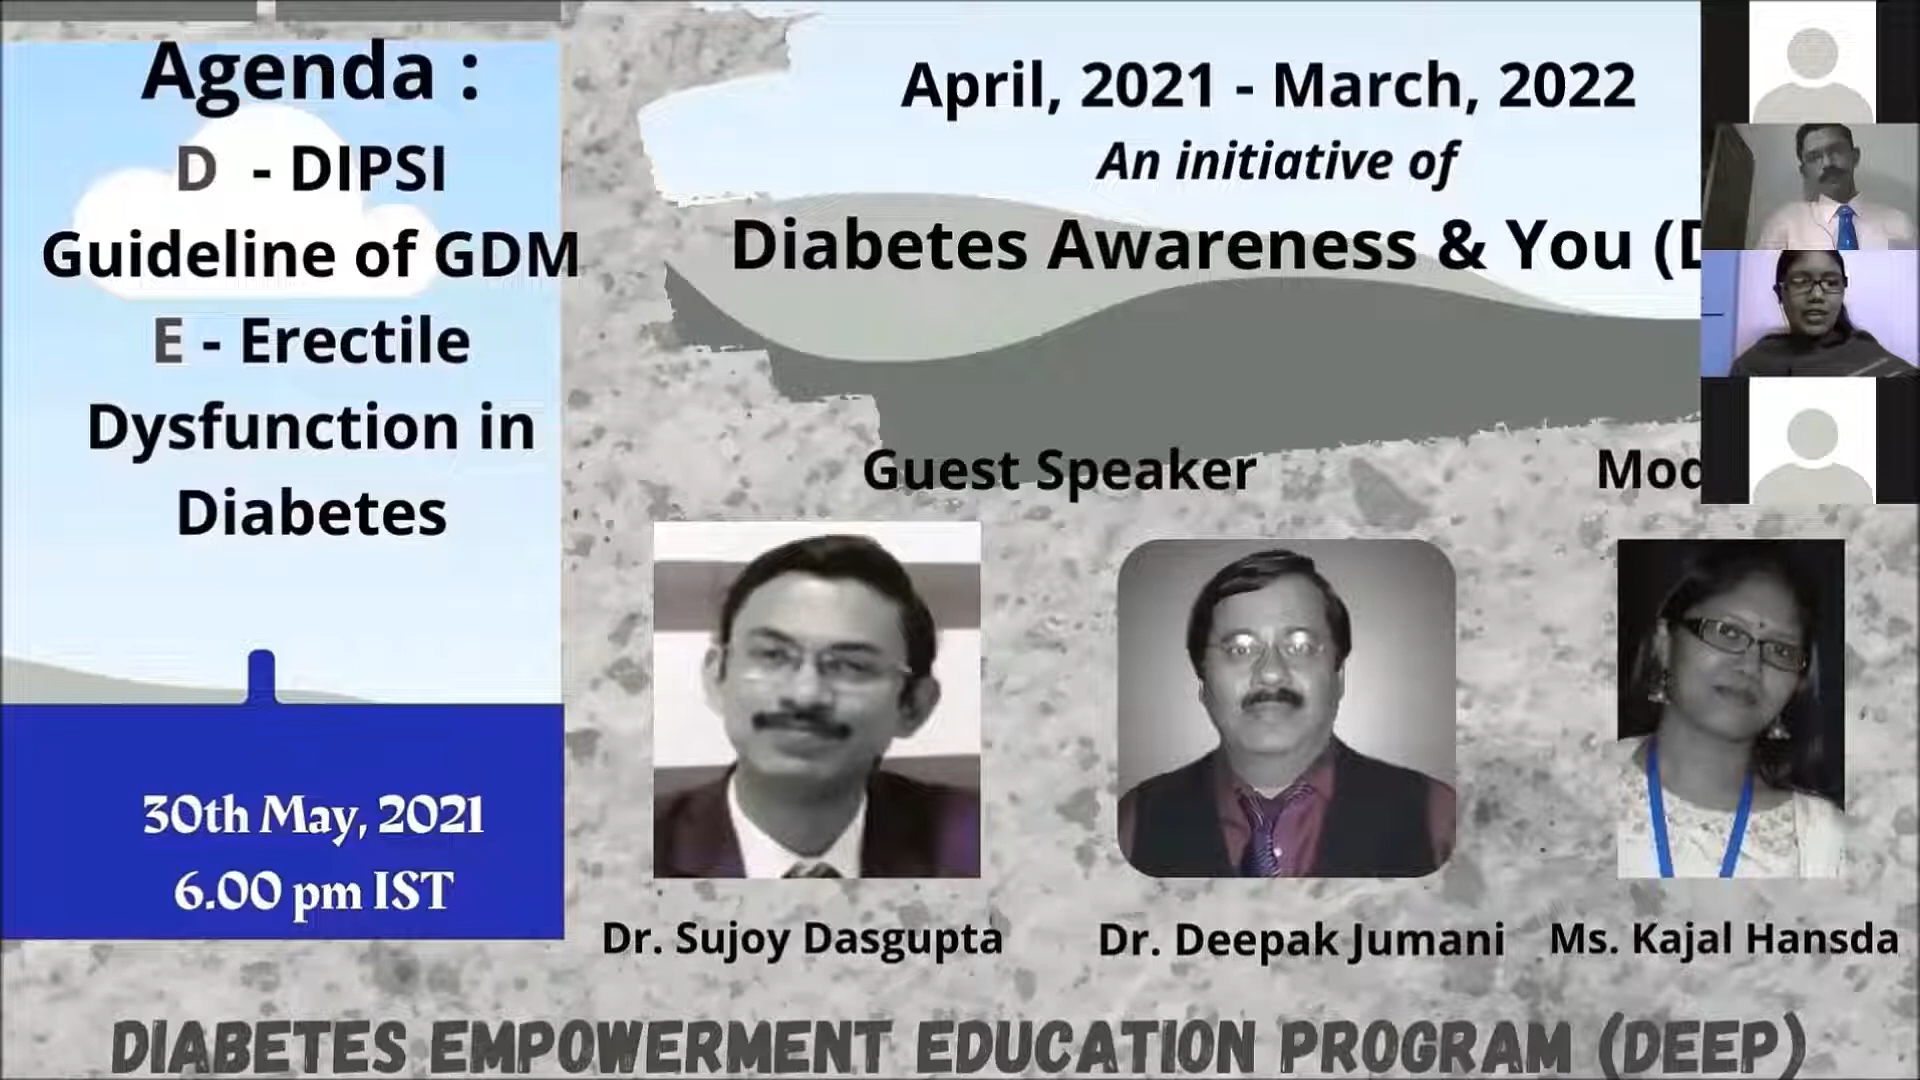 Agenda :
D - DIPSI
Guideline of GDM
E - Erectile
Dysfunction in
Diabetes
30th May, 2021
6.00 pm IST
April, 2021 - March, 2022
An initiative of
Diabetes Awareness & You (D
Guest Speaker
Mod
Dr. Sujoy Dasgupta
Dr. Deepak Jumani
Ms. Kajal Hansda
DIABETES EMPOWERMENT EDUCATION PROGRAM (DEEP)